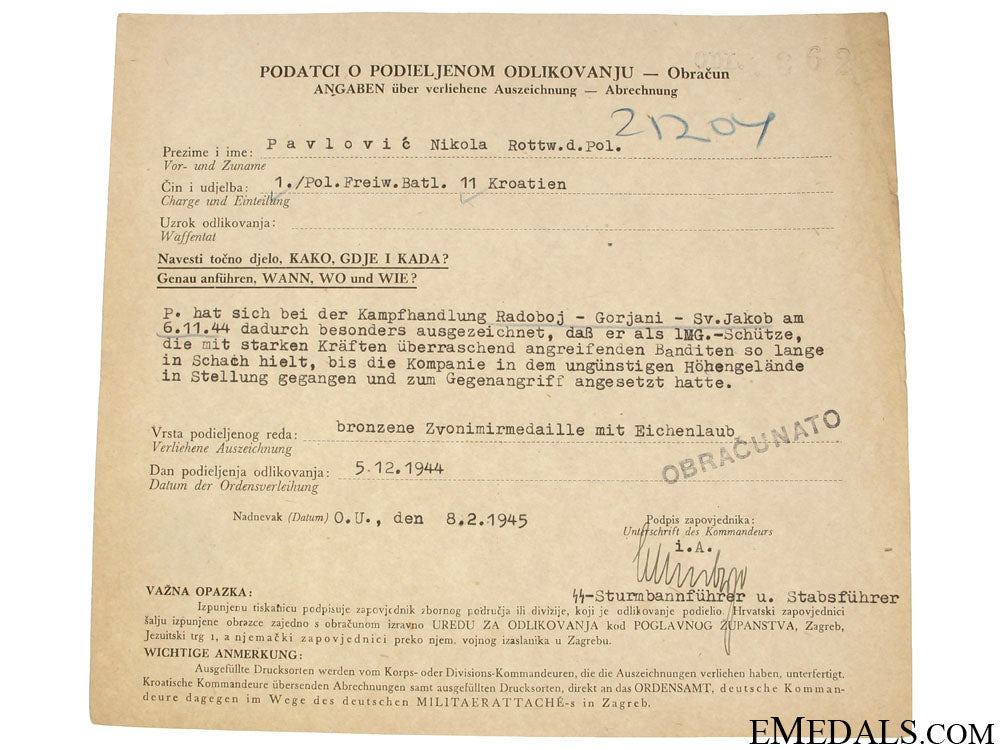 PODATCI O PODIELJENOM ODLIKOVANJU — Obračun
ANGABEN über verliehene Auszeichnung — Abrechnung
21204
Prezime i ime: Pavlović Nikola Rottw.d.Pol.
Vor- und Zuname
Čin i udjelba: 1./Pol.Freiw.Batl. 11 Kroatien
Charge und Einteilung
Uzrok odlikovanja:
Waffentat
Navesti točno djelo, KAKO, GDJE I KADA?
Genau anführen, WANN, WO und WIE?
P. hat sich bei der Kampfhandlung Radoboj - Gorjani - Sv.Jakob am
6.11.44 dadurch besonders ausgezeichnet, daß er als lMG.-Schütze,
die mit starken Kräften überraschend angreifenden Banditen so lange
in Schach hielt, bis die Kompanie in dem ungünstigen Höhengelände
in Stellung gegangen und zum Gegenangriff angesetzt hatte.
Vrsta podieljenog reda: bronzene Zvonimirmedaille mit Eichenlaub
Verliehene Auszeichnung
OBRAČUNATO
Dan podieljenja odlikovanja: 5.12.1944
Datum der Ordensverleihung
Nadnevak (Datum) O.U., den 8.2.1945
Podpis zapovjednika:
Unterschrift des Kommandeurs
i.A.
SS-Sturmbannführer u. Stabsführer
VAŽNA OPAZKA:
Izpunjenu tiskanicu podpisuje zapovjednik zbornog područja ili divizije, koji je odlikovanje podielio. Hrvatski zapovjednici
šalju izpunjene obrazce zajedno s obračunom izravno UREDU ZA ODLIKOVANJA kod POGLAVNOG ŽUPANSTVA, Zagreb,
Jezuitski trg 1, a njemački zapovjednici preko njem. vojnog izaslanika u Zagrebu.
WICHTIGE ANMERKUNG:
Ausgefüllte Drucksorten werden vom Korps- oder Divisions-Kommandeuren, die die Auszeichnungen verliehen haben, unterfertigt.
Kroatische Kommandeure übersenden Abrechnungen samt ausgefüllten Drucksorten, direkt an das ORDENSAMT, deutsche Komman-
deure dagegen im Wege des deutschen MILITAERATTACHÉ-s in Zagreb.
EMEDALS.COM